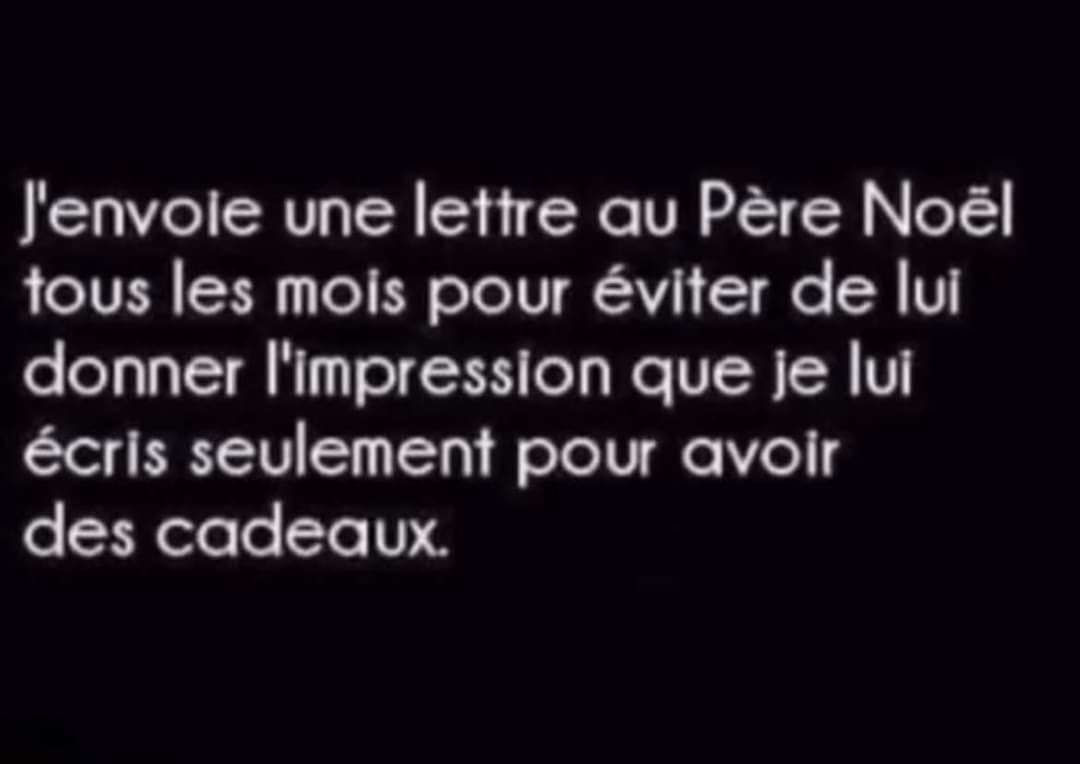 J'envoie une lettre au Père Noël
tous les mois pour éviter de lui
donner l'impression que je lui
écris seulement pour avoir
des cadeaux.